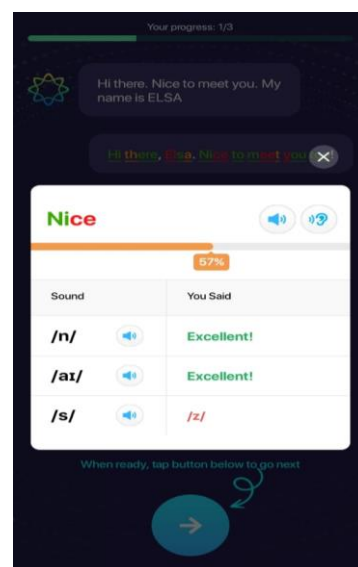 Your progress: 1/3
Hi there. Nice to meet you. My
name is ELSA
Hi there, Elsa. Nice to meet you
Nice
57%
Sound You Said
/n/ Excellent!
/aɪ/ Excellent!
/s/ /z/
When ready, tap button below to go next